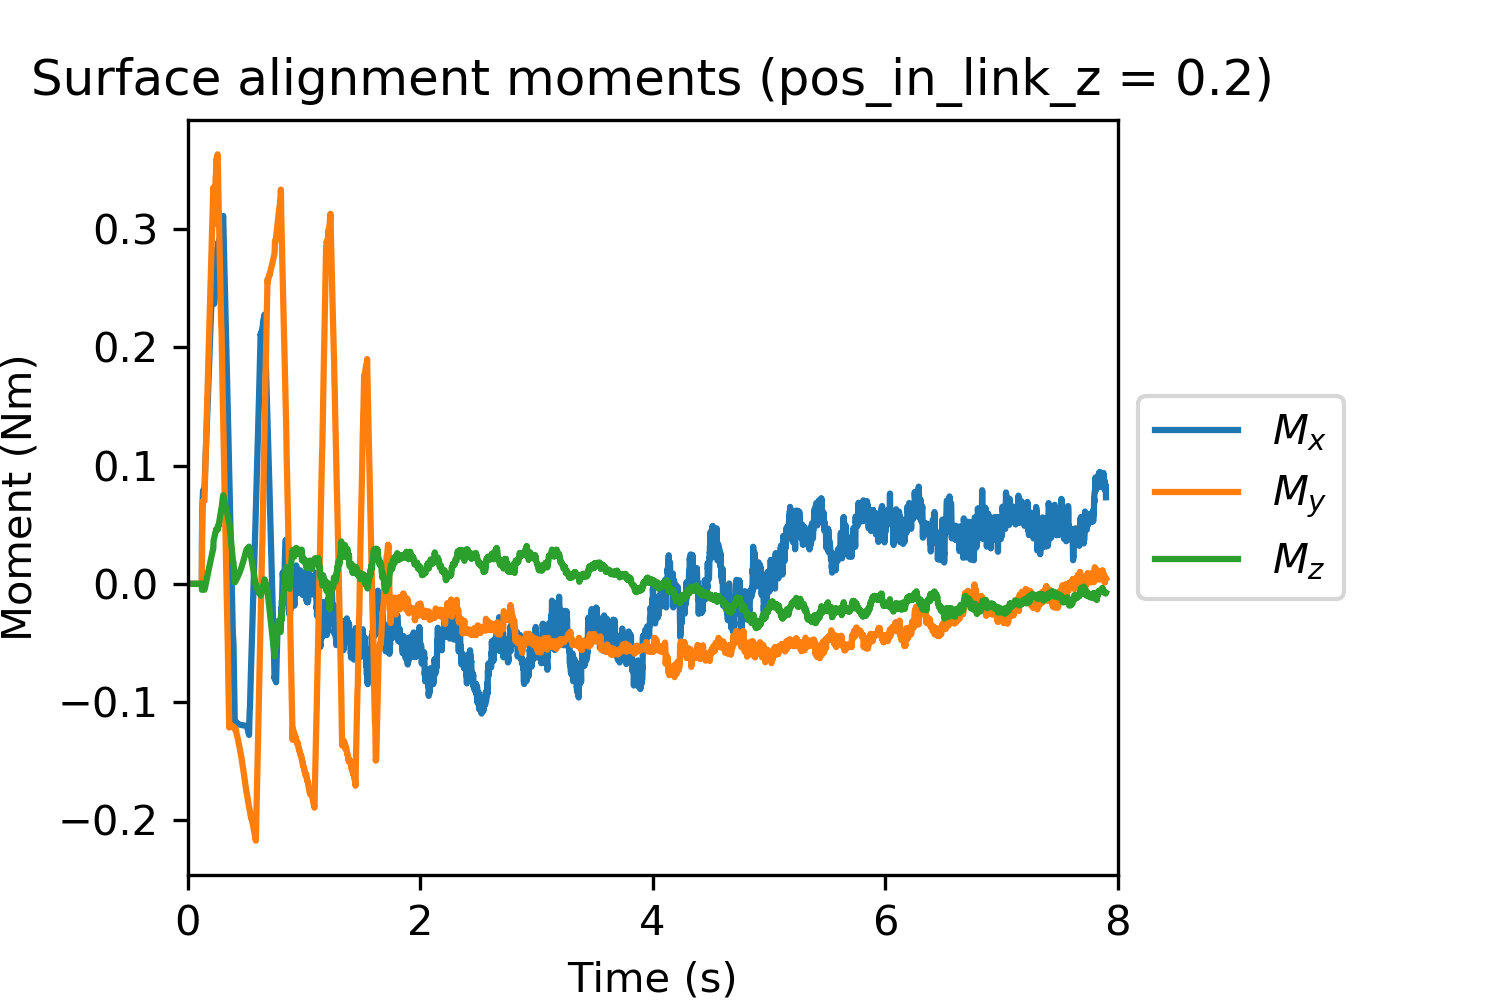 Surface alignment moments (pos_in_link_z = 0.2)
Moment (Nm)
0.3
0.2
0.1
0.0
−0.1
−0.2
0 2 4 6 8
Time (s)
Mx
My
Mz